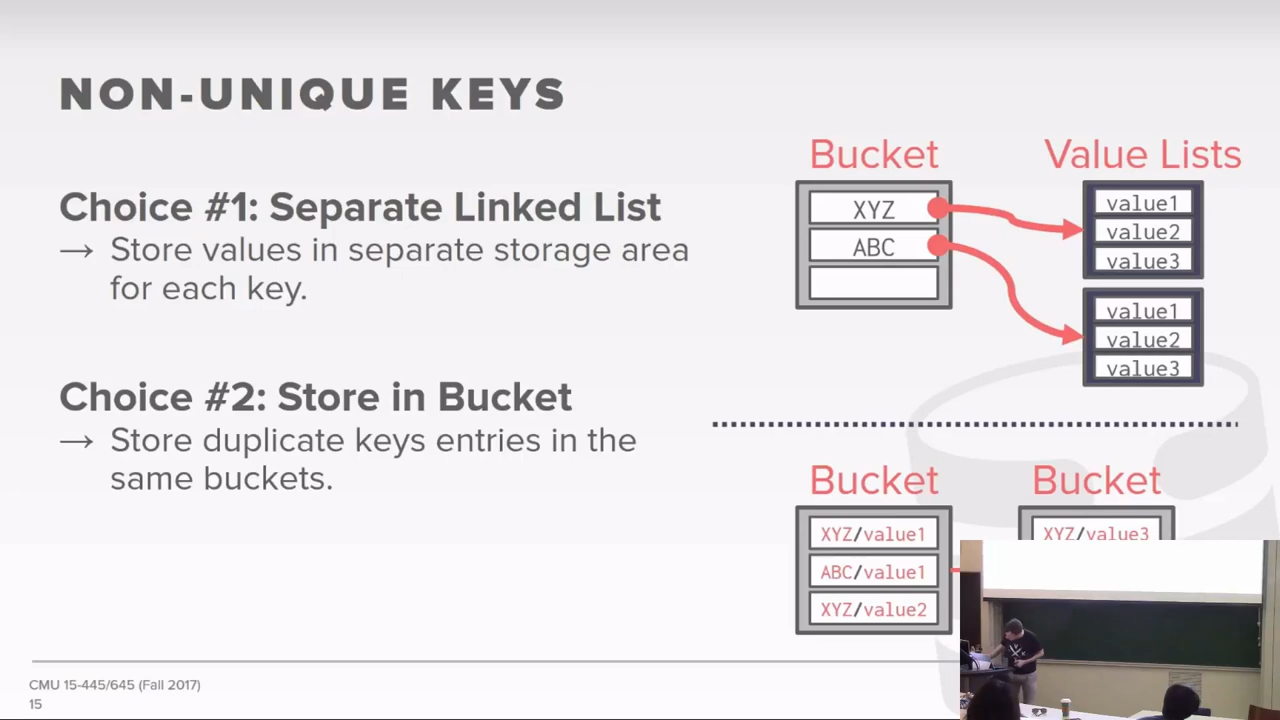 NON-UNIQUE KEYS
Choice #1: Separate Linked List
→ Store values in separate storage area
for each key.
Choice #2: Store in Bucket
→ Store duplicate keys entries in the
same buckets.
Bucket
XYZ
ABC
Value Lists
value1
value2
value3
value1
value2
value3
Bucket
XYZ/value1
ABC/value1
XYZ/value2
Bucket
XYZ/value3
CMU 15-445/645 (Fall 2017)
15